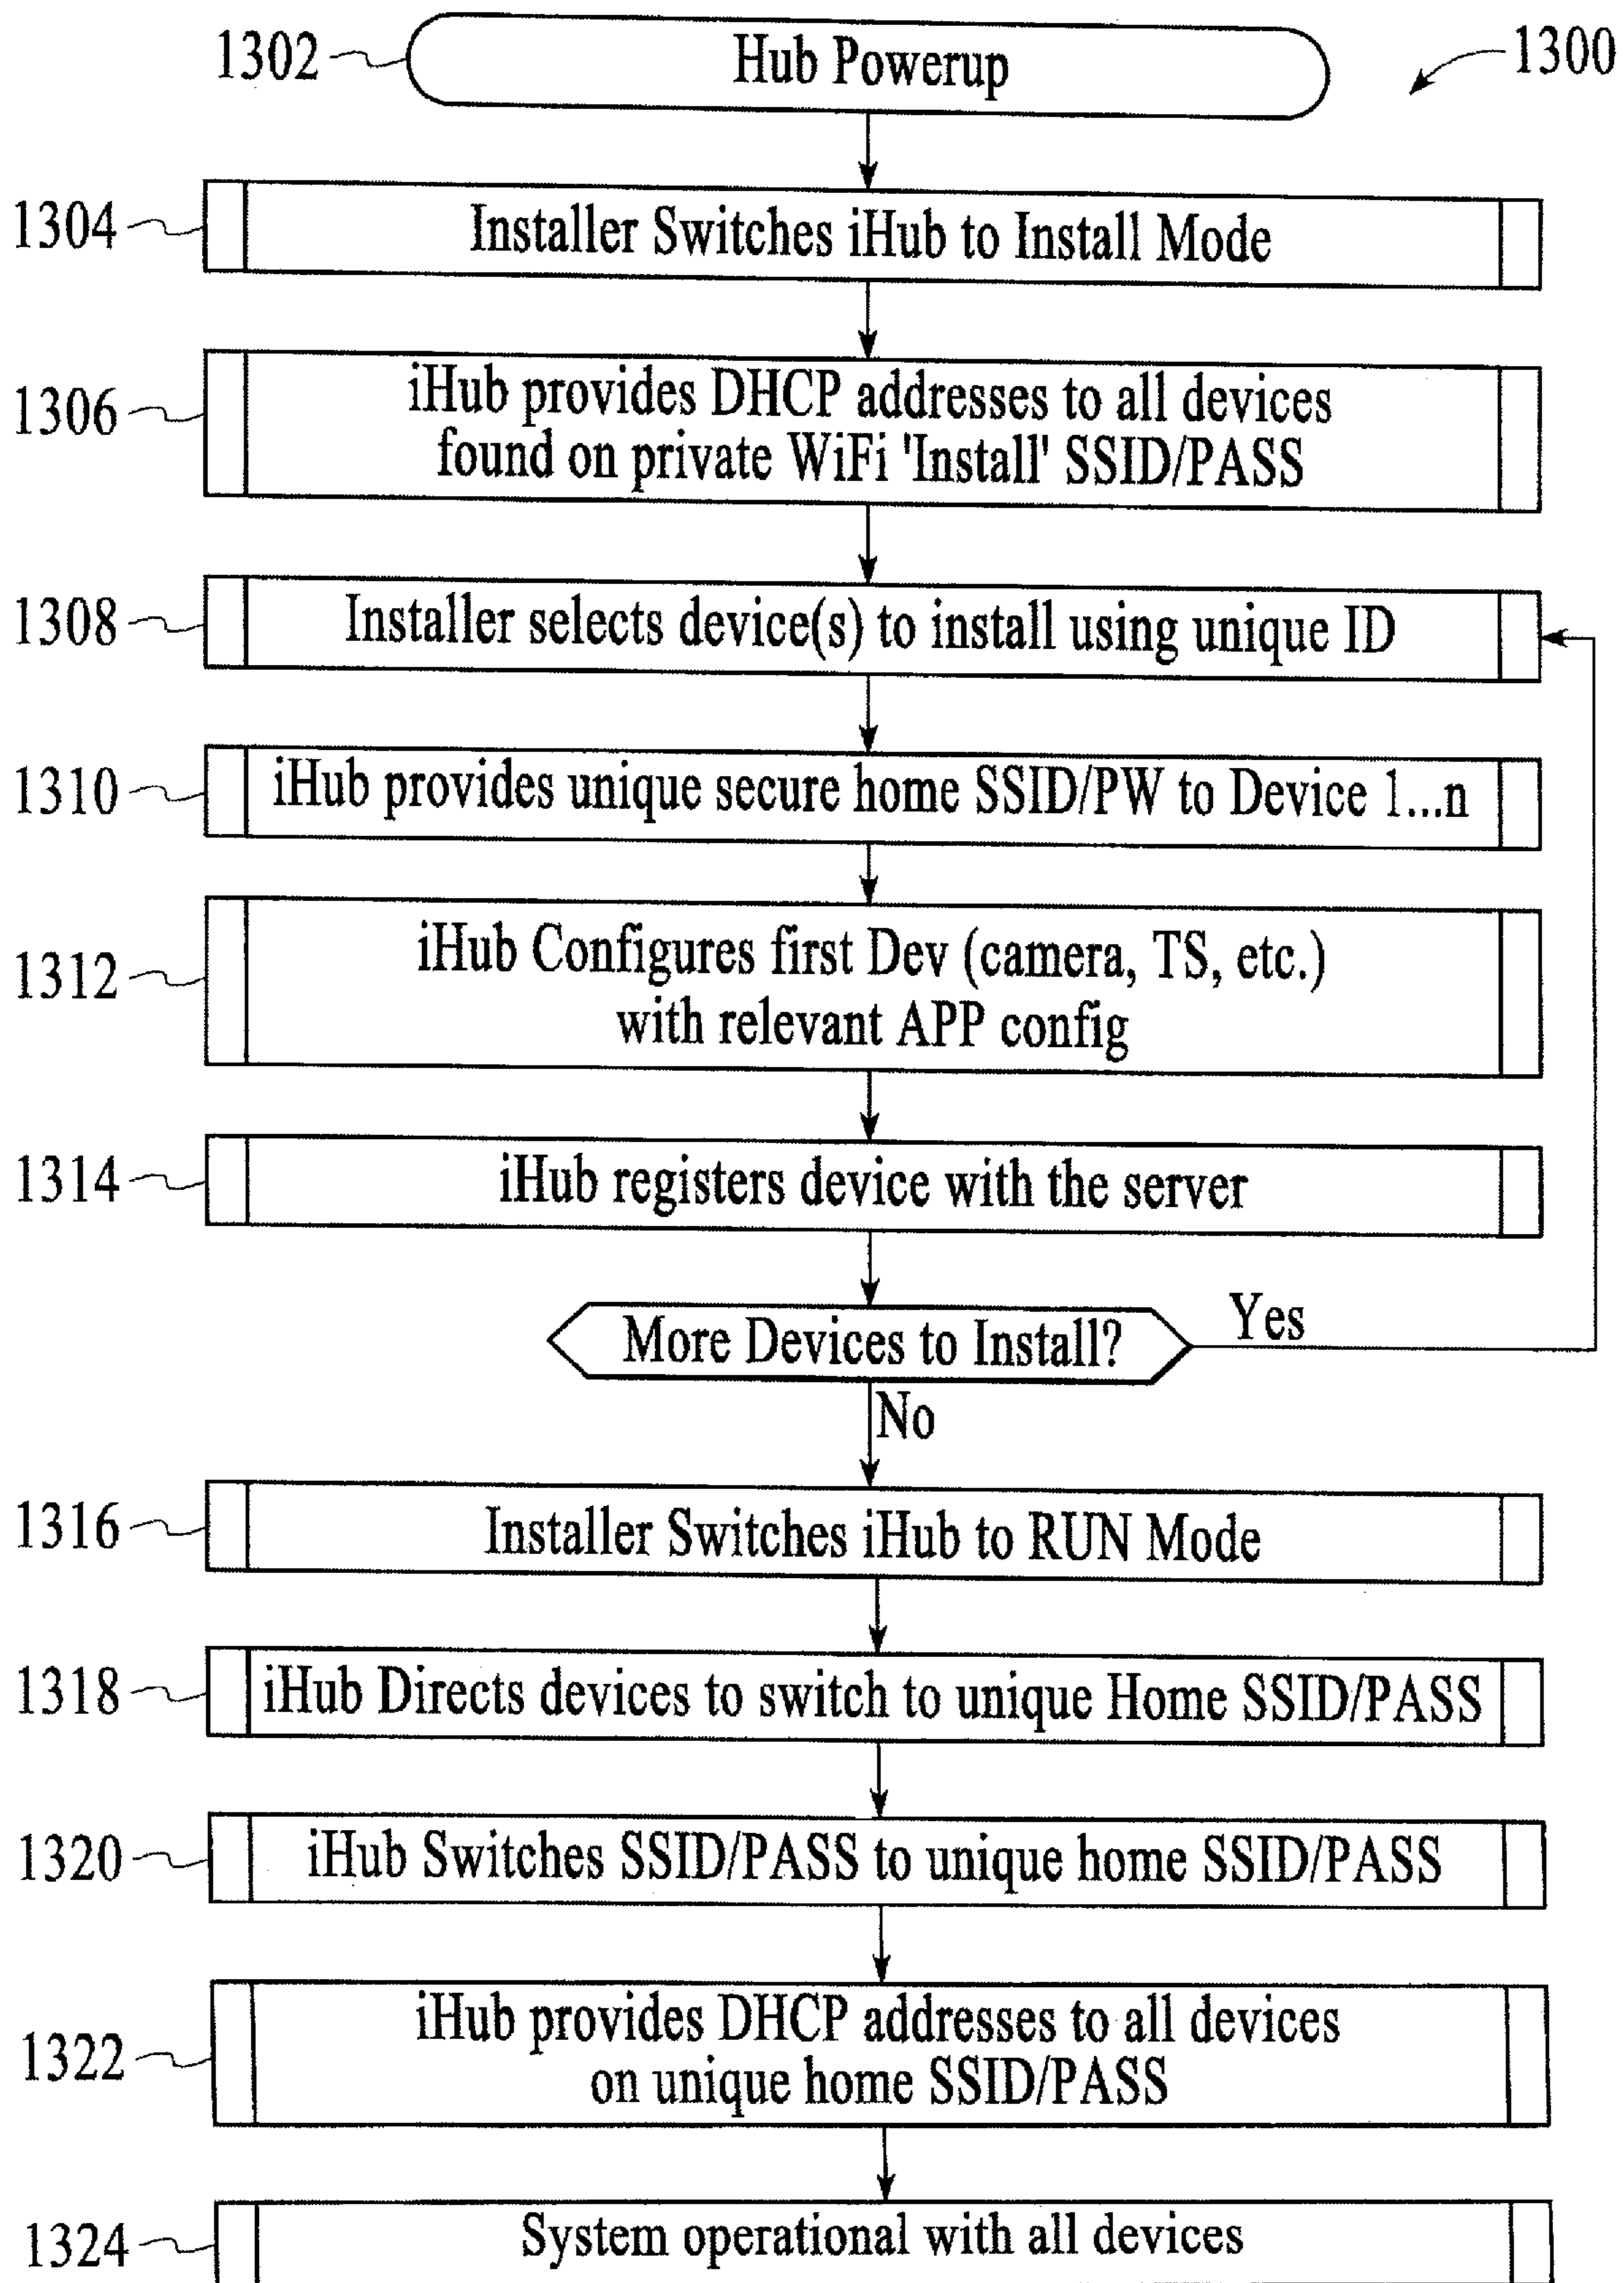 1302
Hub Powerup
1300
1304
Installer Switches iHub to Install Mode
1306
iHub provides DHCP addresses to all devices
found on private WiFi 'Install' SSID/PASS
1308
Installer selects device(s) to install using unique ID
1310
iHub provides unique secure home SSID/PW to Device 1...n
1312
iHub Configures first Dev (camera, TS, etc.)
with relevant APP config
1314
iHub registers device with the server
More Devices to Install?
Yes
No
1316
Installer Switches iHub to RUN Mode
1318
iHub Directs devices to switch to unique Home SSID/PASS
1320
iHub Switches SSID/PASS to unique home SSID/PASS
1322
iHub provides DHCP addresses to all devices
on unique home SSID/PASS
1324
System operational with all devices